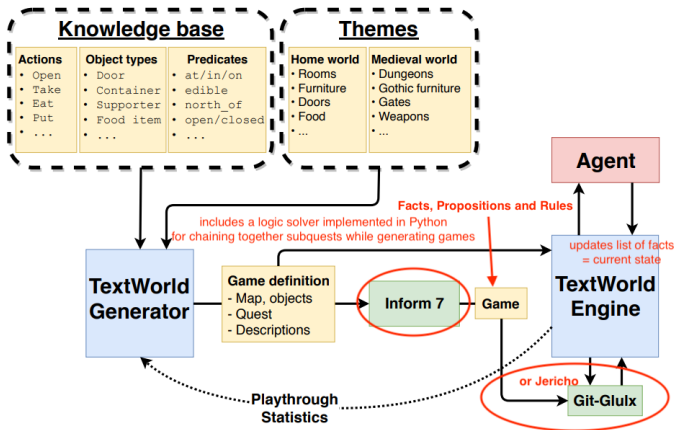 Knowledge base
Actions
• Open
• Take
• Eat
• Put
• ...
Object types
• Door
• Container
• Supporter
• Food item
• ...
Predicates
• at/in/on
• edible
• north_of
• open/closed
• ...
Themes
Home world
• Rooms
• Furniture
• Doors
• Food
• ...
Medieval world
• Dungeons
• Gothic furniture
• Gates
• Weapons
• ...
Agent
Facts, Propositions and Rules
includes a logic solver implemented in Python
for chaining together subquests while generating games
updates list of facts
= current state
TextWorld
Generator
Game definition
- Map, objects
- Quest
- Descriptions
Inform 7
Game
TextWorld
Engine
Playthrough
Statistics
or Jericho
Git-Glulx